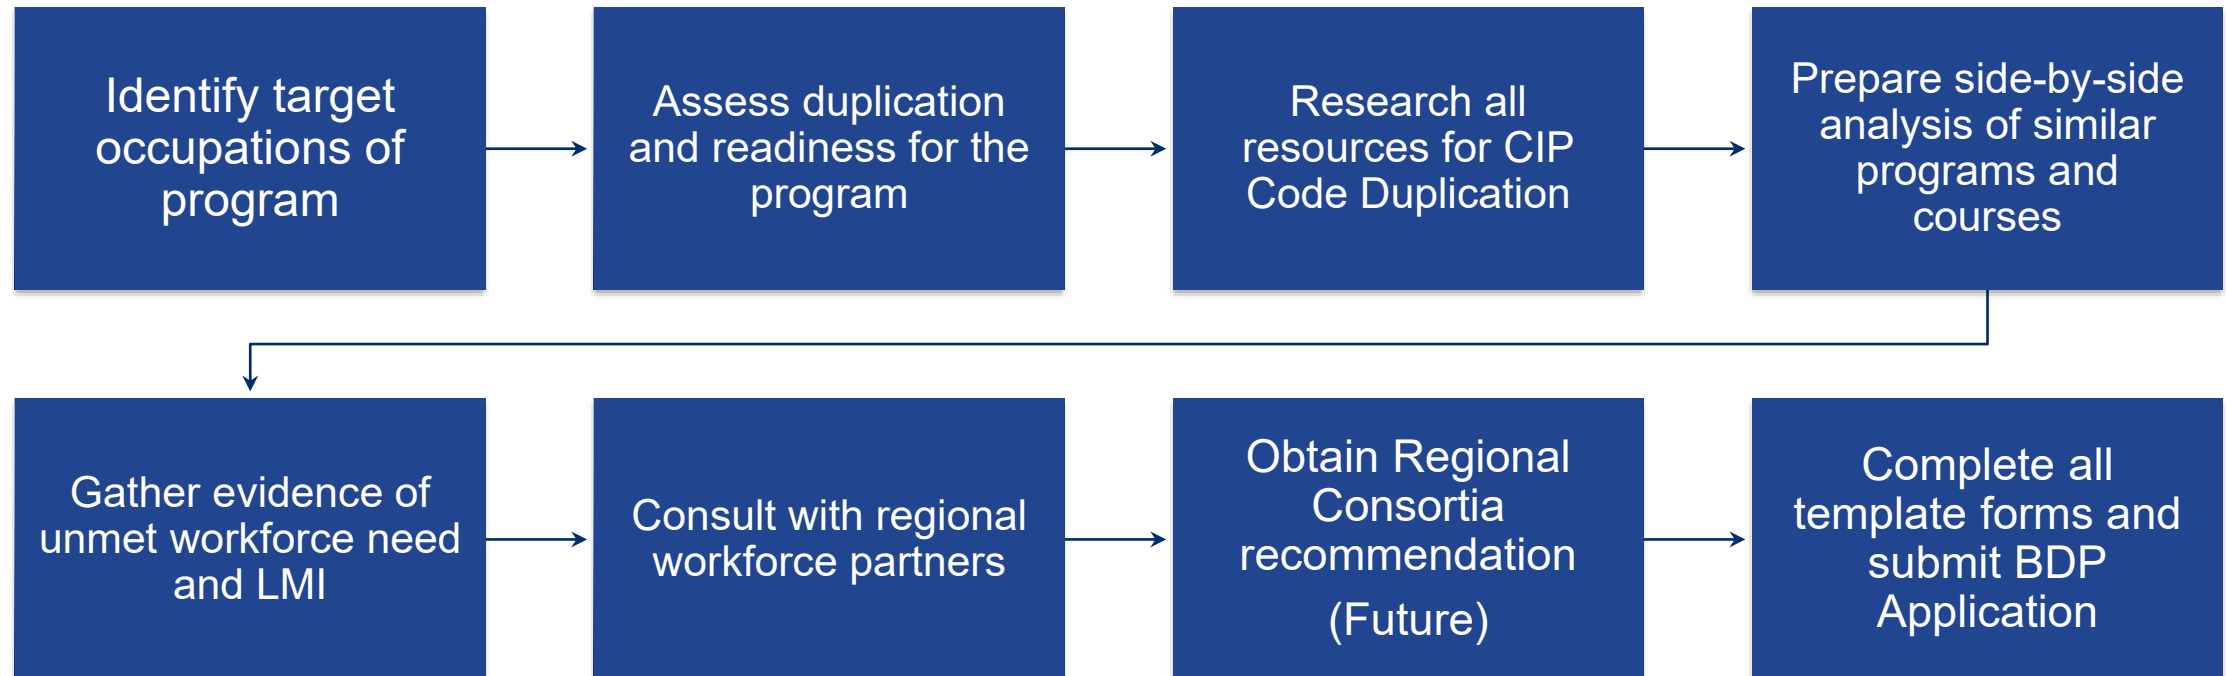 Identify target
occupations of
program
Assess duplication
and readiness for the
program
Research all
resources for CIP
Code Duplication
Prepare side-by-side
analysis of similar
programs and
courses
Gather evidence of
unmet workforce need
and LMI
Consult with regional
workforce partners
Obtain Regional
Consortia
recommendation
(Future)
Complete all
template forms and
submit BDP
Application